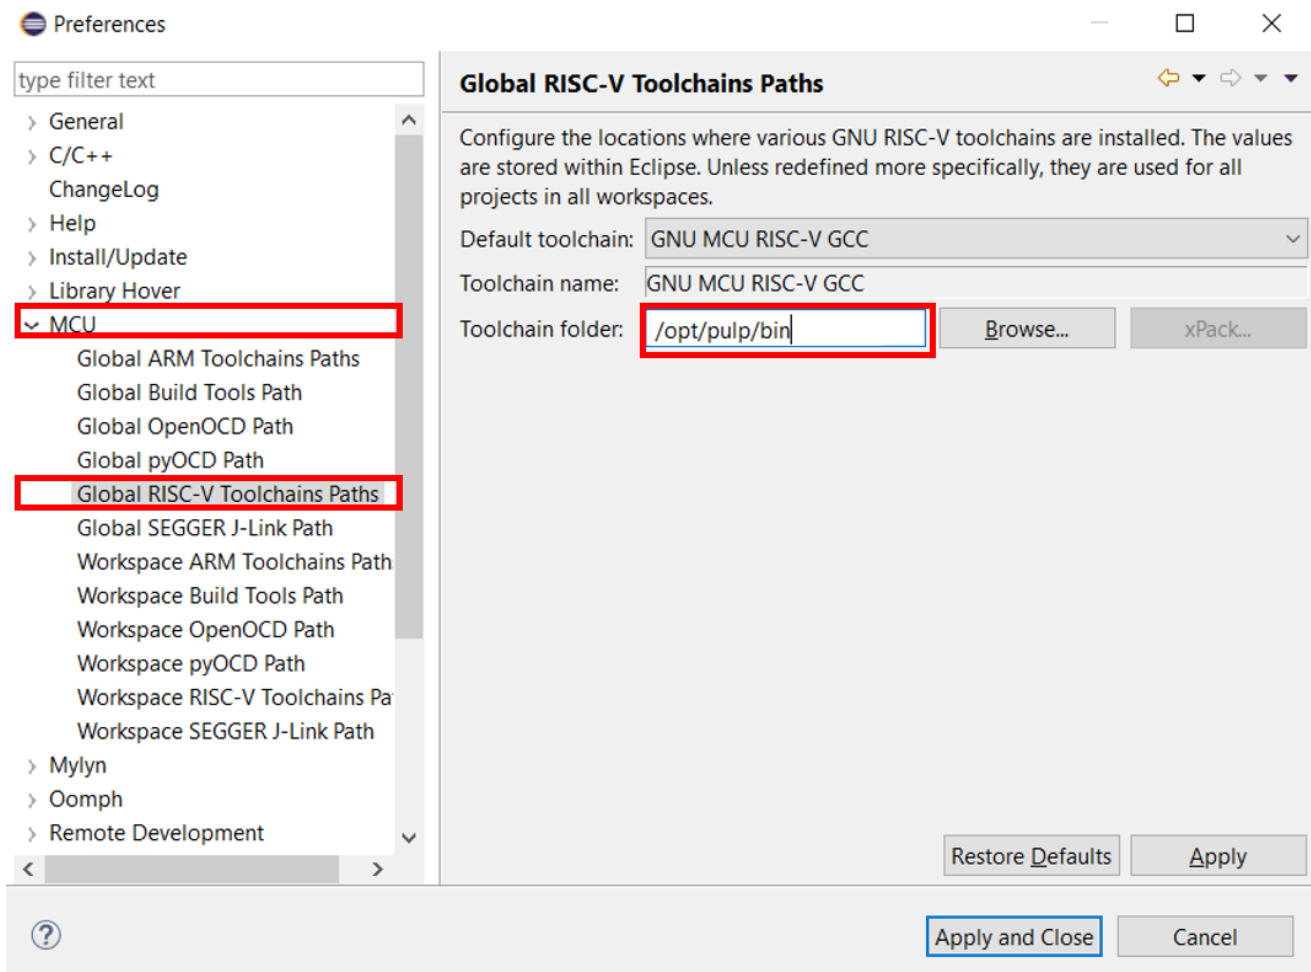 Preferences
type filter text
General
C/C++
ChangeLog
Help
Install/Update
Library Hover
MCU
Global ARM Toolchains Paths
Global Build Tools Path
Global OpenOCD Path
Global pyOCD Path
Global RISC-V Toolchains Paths
Global SEGGER J-Link Path
Workspace ARM Toolchains Path
Workspace Build Tools Path
Workspace OpenOCD Path
Workspace pyOCD Path
Workspace RISC-V Toolchains Pa
Workspace SEGGER J-Link Path
Mylyn
Oomph
Remote Development
Global RISC-V Toolchains Paths
Configure the locations where various GNU RISC-V toolchains are installed. The values
are stored within Eclipse. Unless redefined more specifically, they are used for all
projects in all workspaces.
Default toolchain: GNU MCU RISC-V GCC
Toolchain name: GNU MCU RISC-V GCC
Toolchain folder: /opt/pulp/bin Browse... xPack...
Restore Defaults Apply
? Apply and Close Cancel